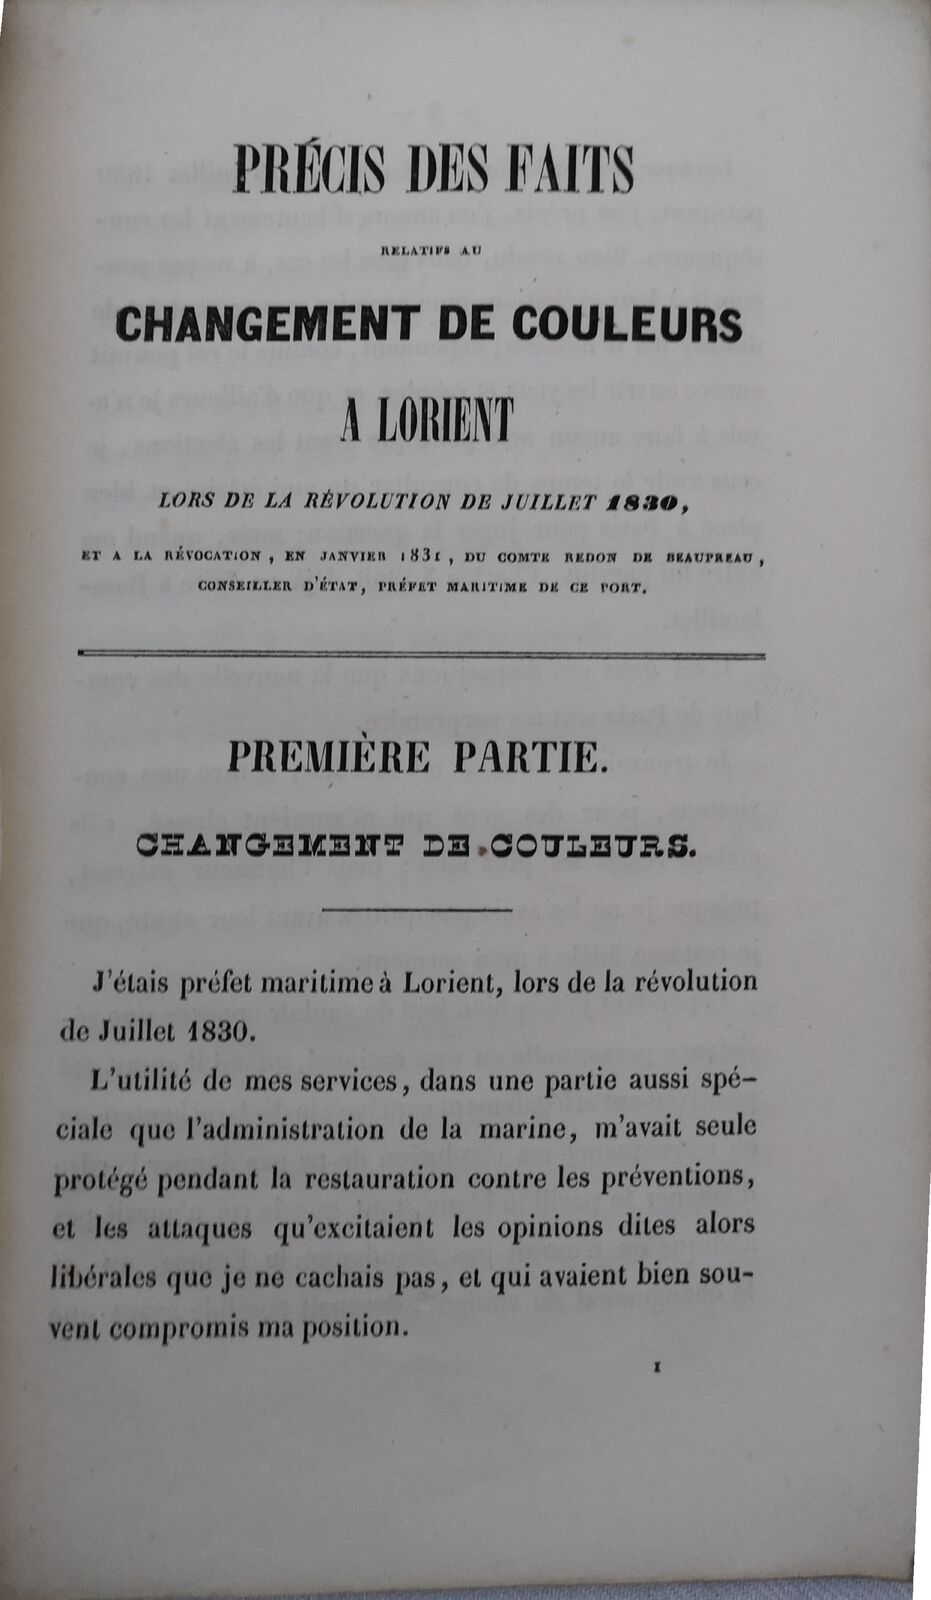 PRÉCIS DES FAITS
RELATIFS AU
CHANGEMENT DE COULEURS
A LORIENT
LORS DE LA RÉVOLUTION DE JUILLET 1830,
ET A LA RÉVOCATION, EN JANVIER 1831, DU COMTE REDON DE BEAUPREAU,
CONSEILLER D'ÉTAT, PRÉFET MARITIME DE CE PORT.
PREMIÈRE PARTIE.
CHANGEMENT DE COULEURS.
J'étais préfet maritime à Lorient, lors de la révolution
de Juillet 1830.
L'utilité de mes services, dans une partie aussi spé-
ciale que l'administration de la marine, m'avait seule
protégé pendant la restauration contre les préventions,
et les attaques qu'excitaient les opinions dites alors
libérales que je ne cachais pas, et qui avaient bien sou-
vent compromis ma position.
1